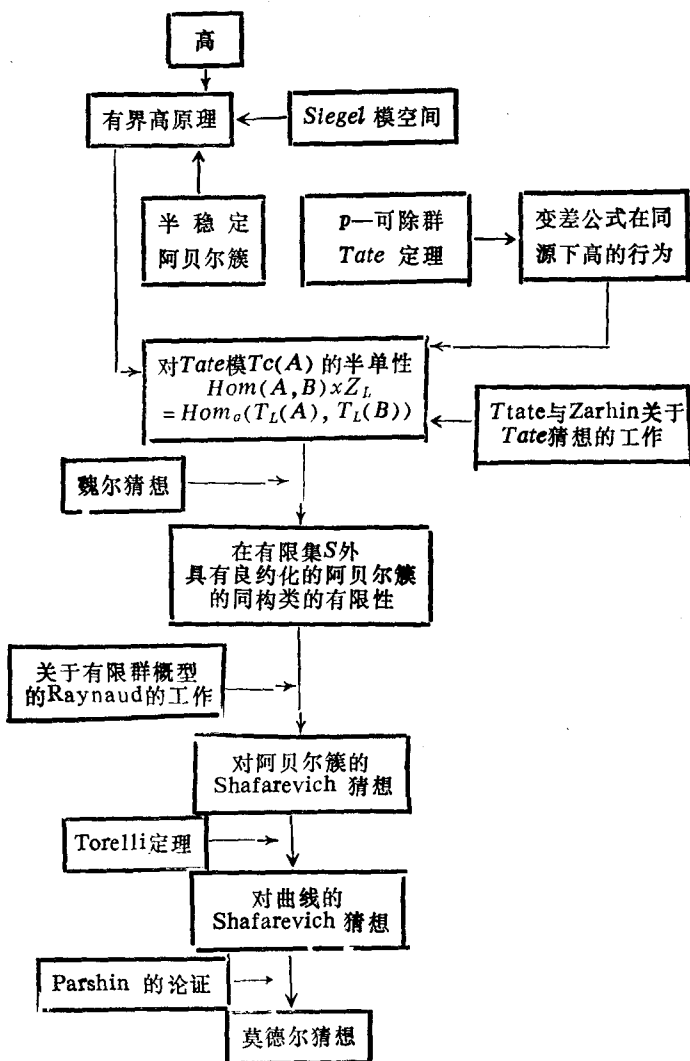 高
有界高原理
Siegel 模空间
半 稳 定
阿贝尔簇
p—可除群
Tate 定理
变差公式在同
源下高的行为
对Tate模Tc(A) 的半单性
Hom(A, B)xZ_L
=Hom_o(T_L(A), T_L(B))
Ttate与Zarhin关于
Tate猜想的工作
魏尔猜想
在有限集S外
具有良约化的阿贝尔簇
的同构类的有限性
关于有限群概型
的Raynaud的工作
对阿贝尔簇的
Shafarevich 猜想
Torelli定理
对曲线的
Shafarevich 猜想
Parshin 的论证
莫德尔猜想